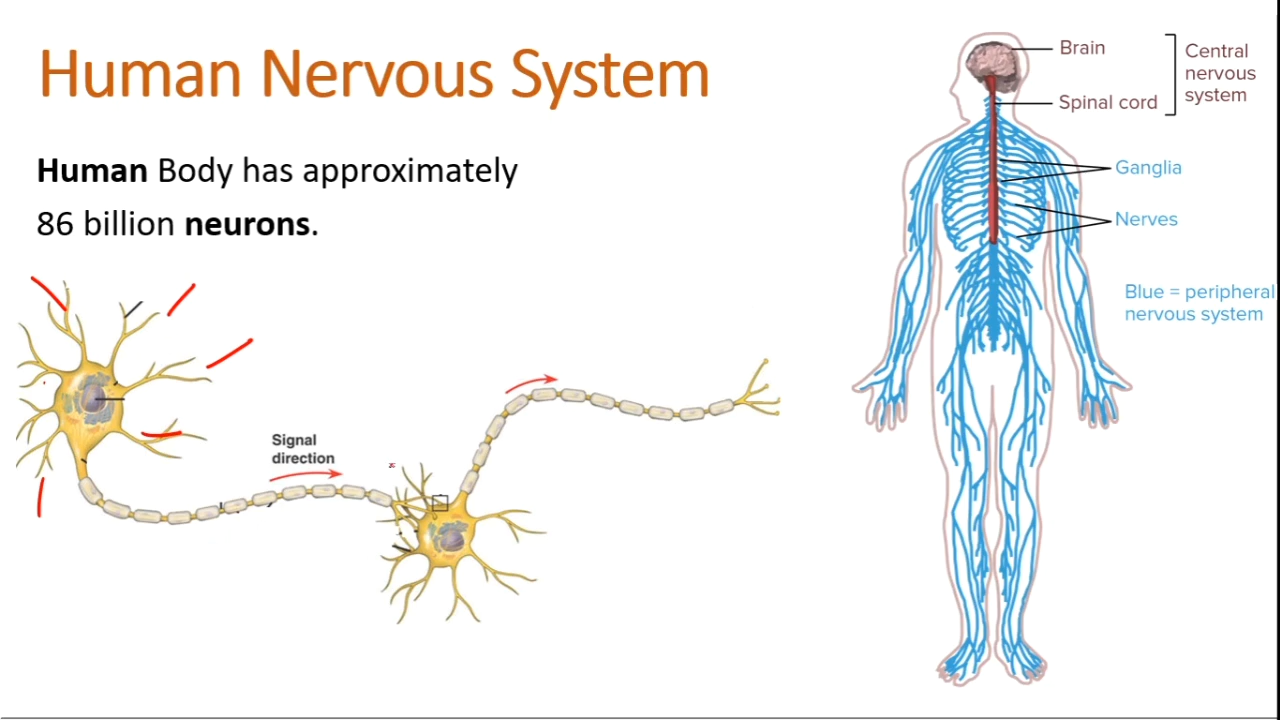 Human Nervous System
Human Body has approximately
86 billion neurons.
Signal
direction
Brain
Spinal cord
Central
nervous
system
Ganglia
Nerves
Blue = peripheral
nervous system